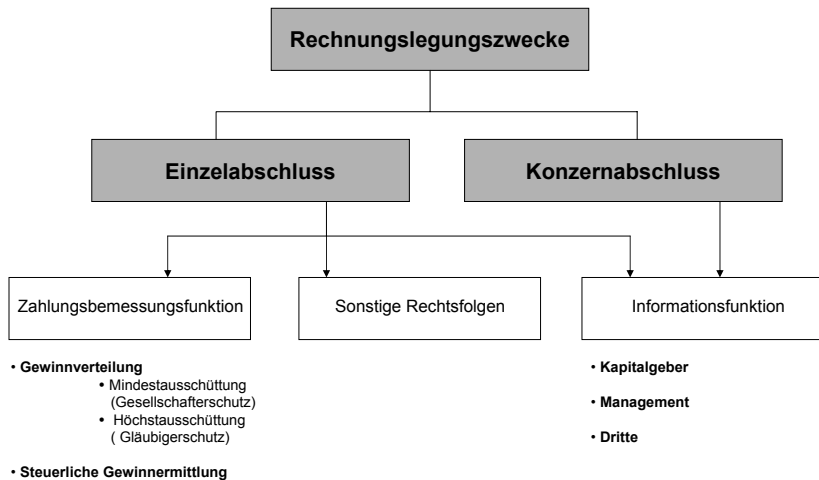 Rechnungslegungszwecke
Einzelabschluss
Konzernabschluss
Zahlungsbemessungsfunktion
Sonstige Rechtsfolgen
Informationsfunktion
• Gewinnverteilung
• Mindestausschüttung
(Gesellschafterschutz)
• Höchstausschüttung
( Gläubigerschutz)
• Steuerliche Gewinnermittlung
• Kapitalgeber
• Management
• Dritte